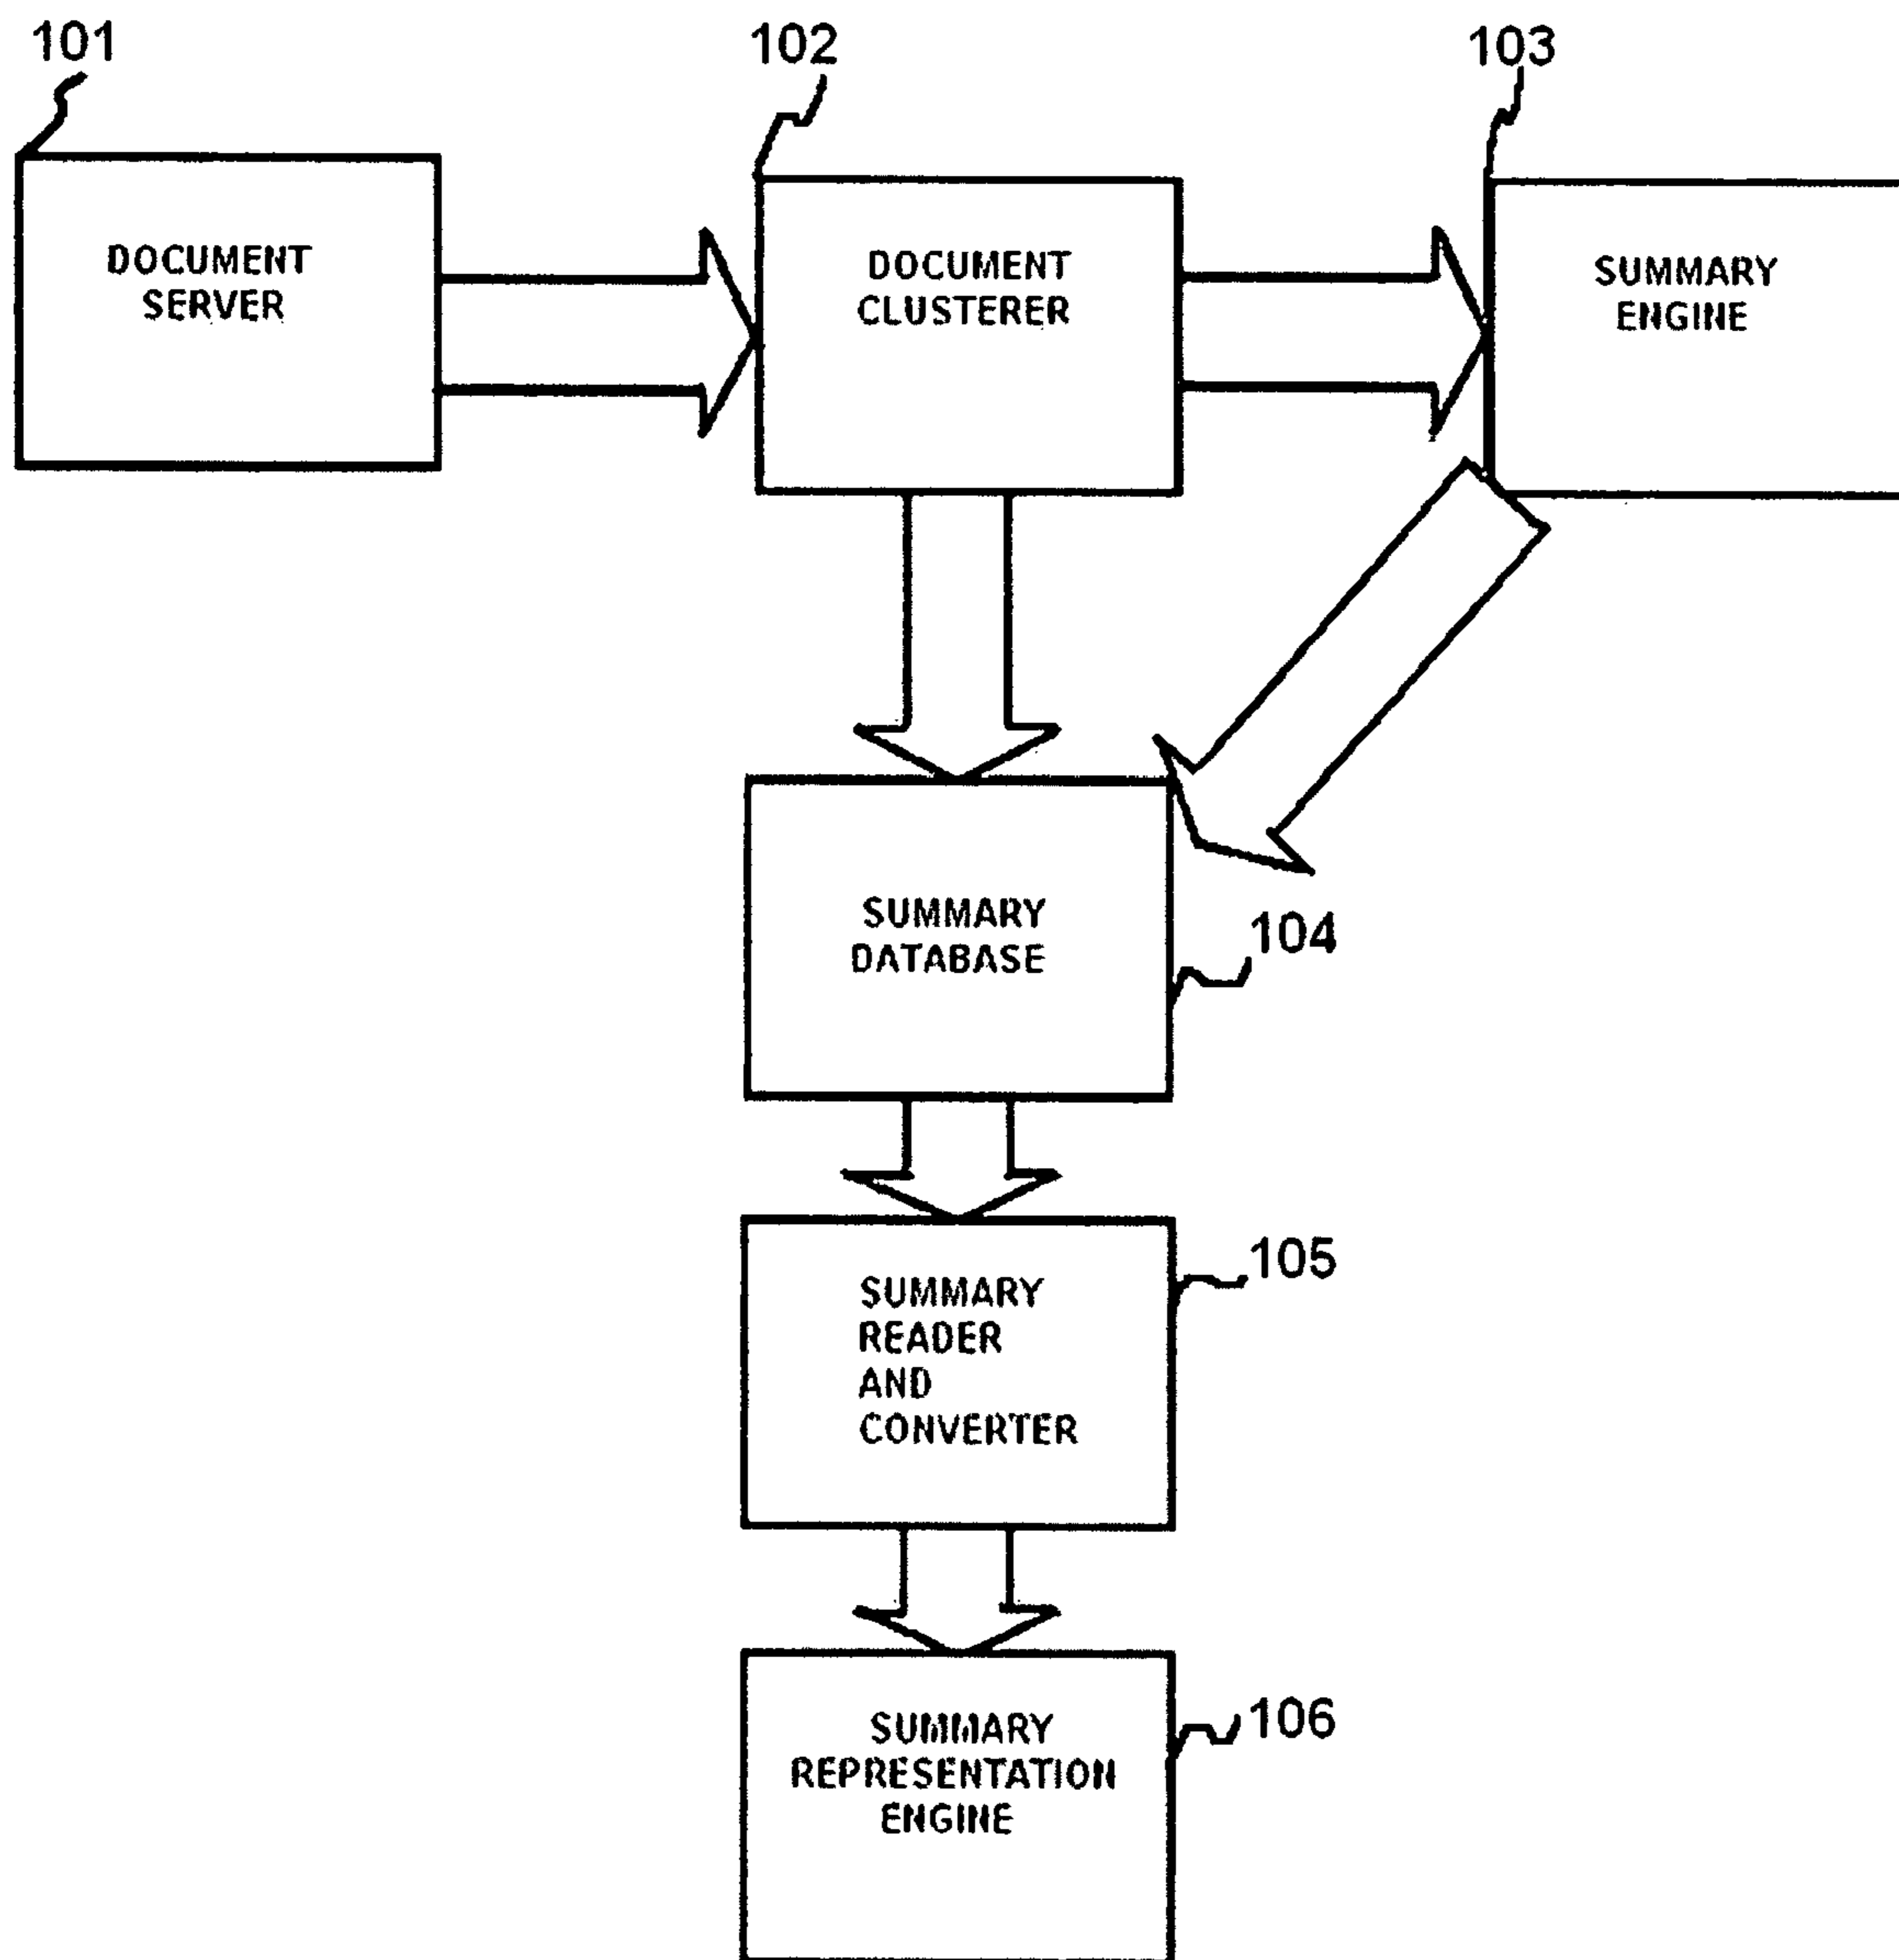 101
102
103
DOCUMENT
SERVER
DOCUMENT
CLUSTERER
SUMMARY
ENGINE
SUMMARY
DATABASE
104
SUMMARY
READER
AND
CONVERTER
105
SUMMARY
REPRESENTATION
ENGINE
106